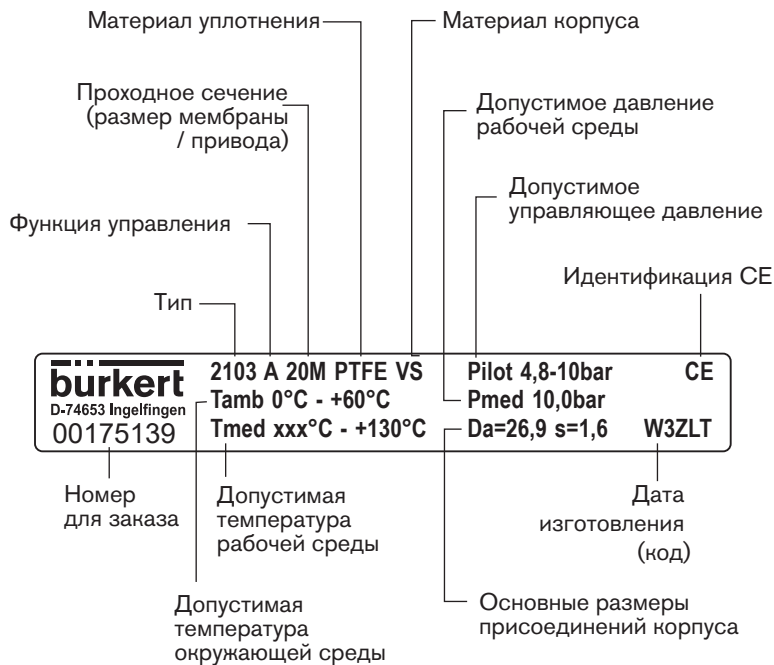 Материал уплотнения
Материал корпуса
Проходное сечение
(размер мембраны
/ привода)
Допустимое давление
рабочей среды
Функция управления
Допустимое
управляющее давление
Тип
Идентификация CE
bürkert
D-74653 Ingelfingen
00175139
2103 A 20M PTFE VS
Tamb 0°C - +60°C
Tmed xxx°C - +130°C
Pilot 4,8-10bar
Pmed 10,0bar
Da=26,9 s=1,6
CE
W3ZLT
Номер
для заказа
Допустимая
температура
рабочей среды
Дата
изготовления
(код)
Допустимая
температура
окружающей среды
Основные размеры
присоединений корпуса